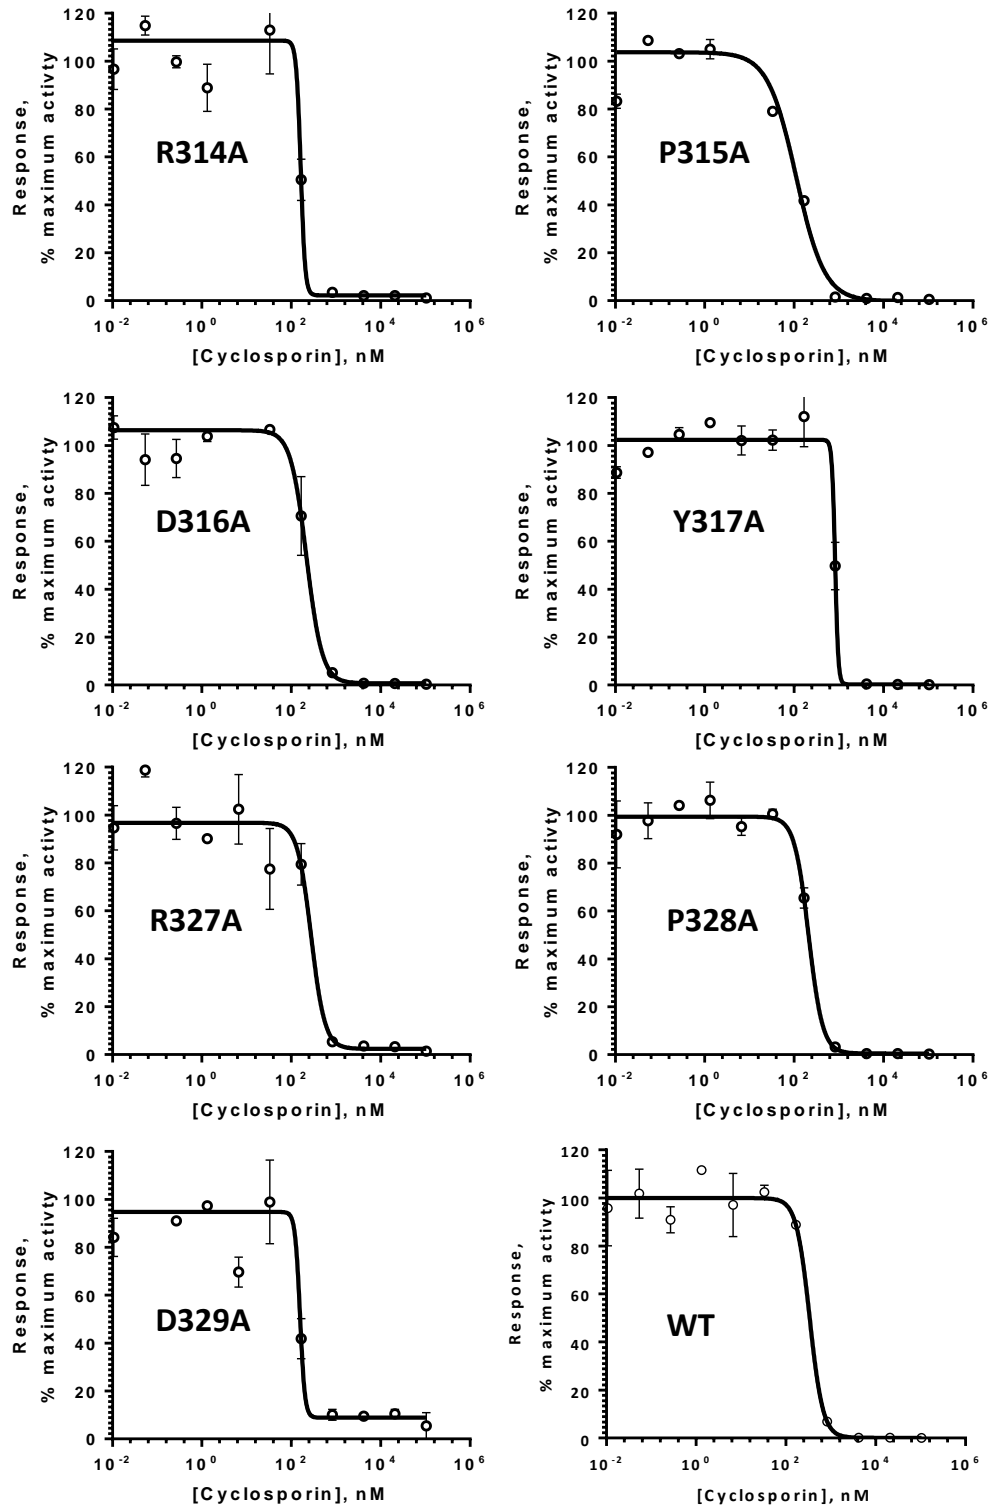 120
100
80
60
40
20
0
Response,
% maximum activty
R314A
10⁻² 10⁰ 10² 10⁴ 10⁶
[Cyclosporin], nM
120
100
80
60
40
20
0
Response,
% maximum activty
P315A
10⁻² 10⁰ 10² 10⁴ 10⁶
[Cyclosporin], nM
120
100
80
60
40
20
0
Response,
% maximum activty
D316A
10⁻² 10⁰ 10² 10⁴ 10⁶
[Cyclosporin], nM
120
100
80
60
40
20
0
Response,
% maximum activty
Y317A
10⁻² 10⁰ 10² 10⁴ 10⁶
[Cyclosporin], nM
120
100
80
60
40
20
0
Response,
% maximum activty
R327A
10⁻² 10⁰ 10² 10⁴ 10⁶
[Cyclosporin], nM
120
100
80
60
40
20
0
Response,
% maximum activty
P328A
10⁻² 10⁰ 10² 10⁴ 10⁶
[Cyclosporin], nM
120
100
80
60
40
20
0
Response,
% maximum activty
D329A
10⁻² 10⁰ 10² 10⁴ 10⁶
[Cyclosporin], nM
120
100
80
60
40
20
0
Response,
% maximum activty
WT
10⁻² 10⁰ 10² 10⁴ 10⁶
[Cyclosporin], nM